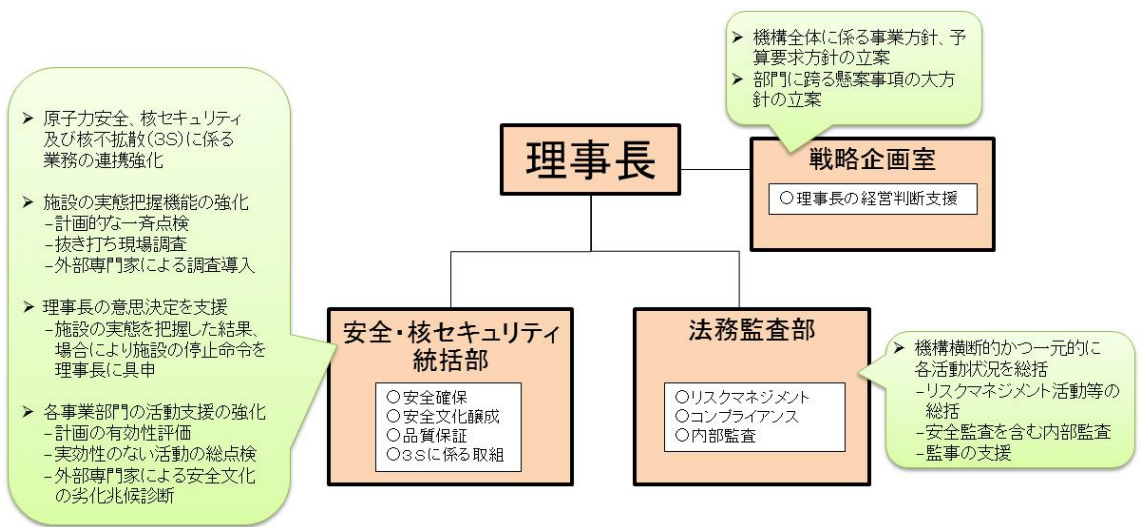 ➢ 機構全体に係る事業方針、予
算要求方針の立案
➢ 部門に跨る懸案事項の大方
針の立案
理事長
戦略企画室
○理事長の経営判断支援
➢ 原子力安全、核セキュリティ
及び核不拡散(3S)に係る
業務の連携強化
➢ 施設の実態把握機能の強化
-計画的な一斉点検
-抜き打ち現場調査
-外部専門家による調査導入
➢ 理事長の意思決定を支援
-施設の実態を把握した結果、
場合により施設の停止命令を
理事長に具申
➢ 各事業部門の活動支援の強化
-計画の有効性評価
-実効性のない活動の総点検
-外部専門家による安全文化
の劣化兆候診断
安全・核セキュリティ
統括部
○安全確保
○安全文化醸成
○品質保証
○3Sに係る取組
法務監査部
○リスクマネジメント
○コンプライアンス
○内部監査
➢ 機構横断的かつ一元的に
各活動状況を総括
-リスクマネジメント活動等の
総括
-安全監査を含む内部監査
-監事の支援